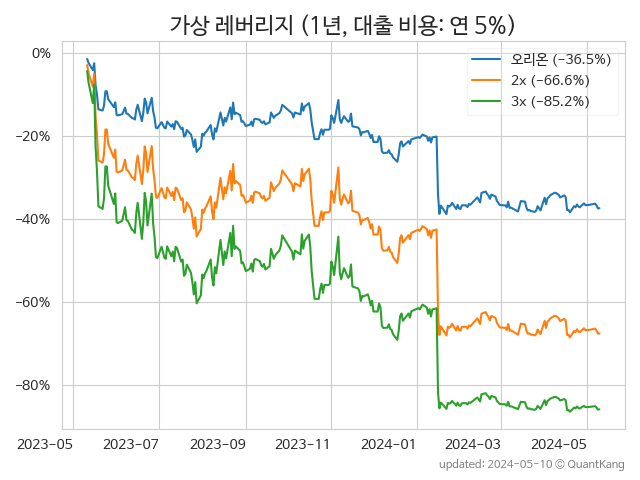 가상 레버리지 (1년, 대출 비용: 연 5%)
오리온 (−36.5%)
2x (−66.6%)
3x (−85.2%)
0%
−20%
−40%
−60%
−80%
2023-05 2023-07 2023-09 2023-11 2024-01 2024-03 2024-05
updated: 2024-05-10 © QuantKang